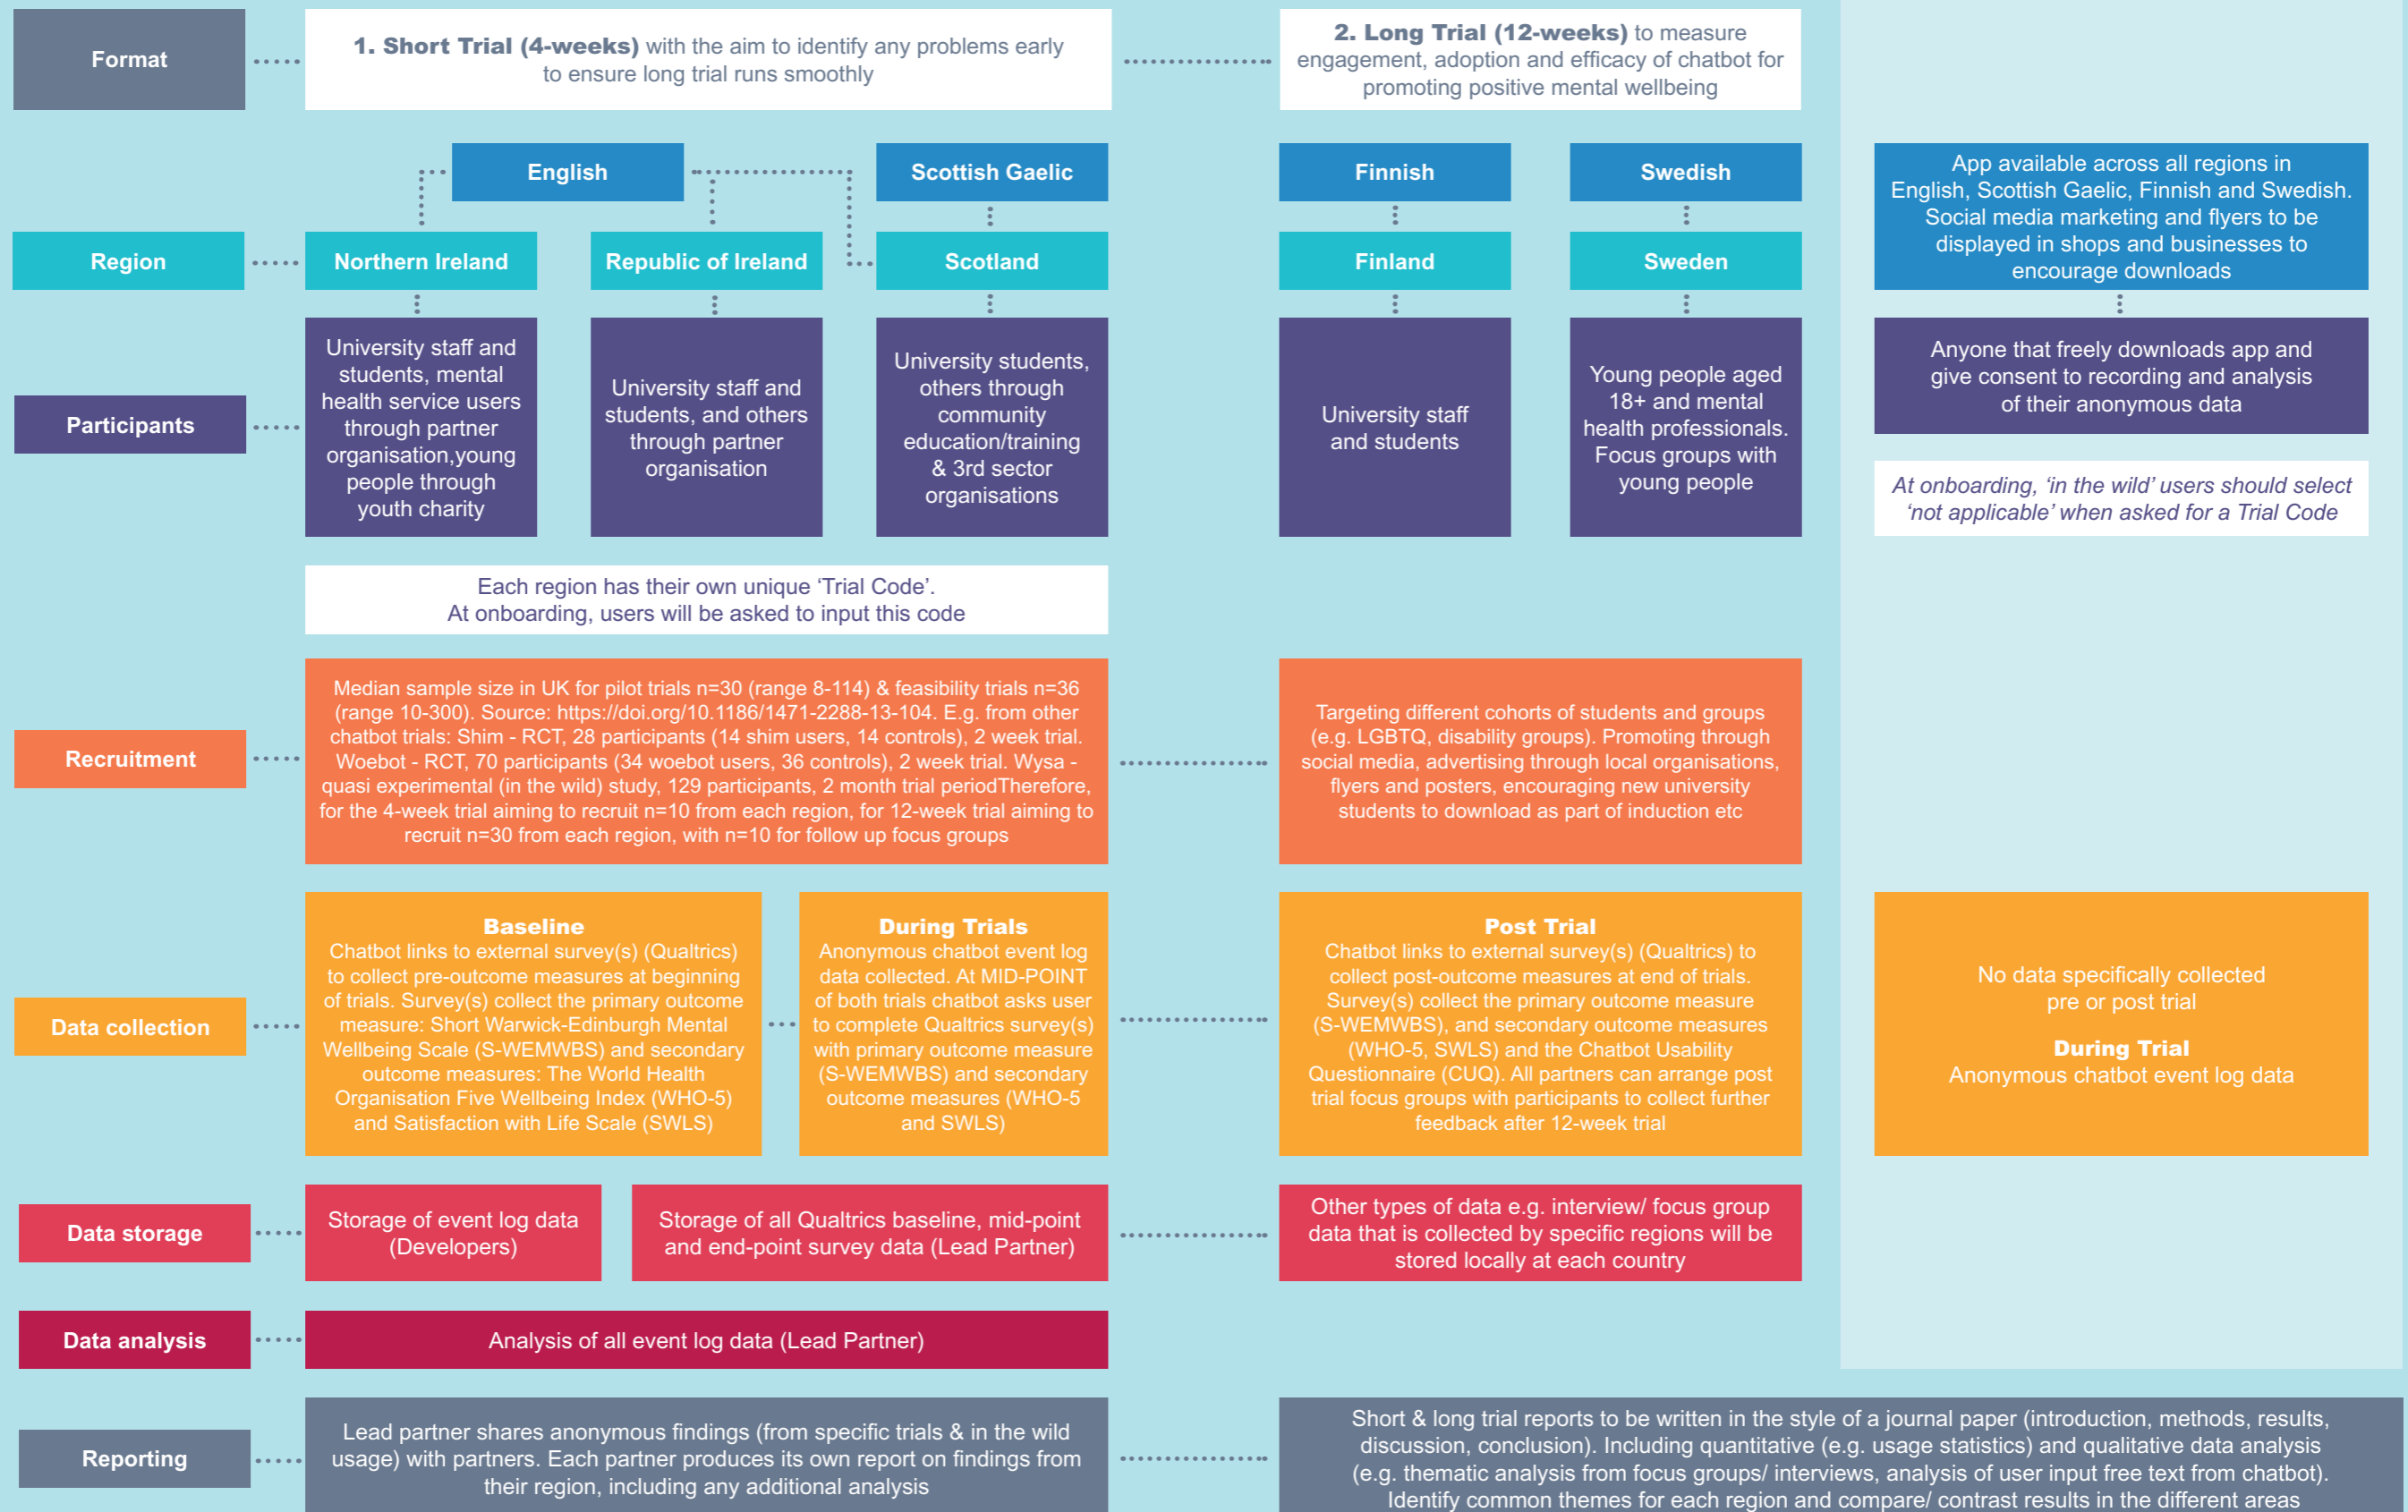 Format
1. Short Trial (4-weeks) with the aim to identify any problems early
to ensure long trial runs smoothly
2. Long Trial (12-weeks) to measure
engagement, adoption and efficacy of chatbot for
promoting positive mental wellbeing
English
Scottish Gaelic
Finnish
Swedish
App available across all regions in
English, Scottish Gaelic, Finnish and Swedish.
Social media marketing and flyers to be
displayed in shops and businesses to
encourage downloads
Region
Northern Ireland
Republic of Ireland
Scotland
Finland
Sweden
Participants
University staff and
students, mental
health service users
through partner
organisation,young
people through
youth charity
University staff and
students, and others
through partner
organisation
University students,
others through
community
education/training
& 3rd sector
organisations
University staff
and students
Young people aged
18+ and mental
health professionals.
Focus groups with
young people
Anyone that freely downloads app and
give consent to recording and analysis
of their anonymous data
At onboarding, ‘in the wild’ users should select
‘not applicable’ when asked for a Trial Code
Each region has their own unique ‘Trial Code’.
At onboarding, users will be asked to input this code
Recruitment
Median sample size in UK for pilot trials n=30 (range 8-114) & feasibility trials n=36
(range 10-300). Source: https://doi.org/10.1186/1471-2288-13-104. E.g. from other
chatbot trials: Shim - RCT, 28 participants (14 shim users, 14 controls), 2 week trial.
Woebot - RCT, 70 participants (34 woebot users, 36 controls), 2 week trial. Wysa -
quasi experimental (in the wild) study, 129 participants, 2 month trial periodTherefore,
for the 4-week trial aiming to recruit n=10 from each region, for 12-week trial aiming to
recruit n=30 from each region, with n=10 for follow up focus groups
Targeting different cohorts of students and groups
(e.g. LGBTQ, disability groups). Promoting through
social media, advertising through local organisations,
flyers and posters, encouraging new university
students to download as part of induction etc
Data collection
Baseline
Chatbot links to external survey(s) (Qualtrics)
to collect pre-outcome measures at beginning
of trials. Survey(s) collect the primary outcome
measure: Short Warwick-Edinburgh Mental
Wellbeing Scale (S-WEMWBS) and secondary
outcome measures: The World Health
Organisation Five Wellbeing Index (WHO-5)
and Satisfaction with Life Scale (SWLS)
During Trials
Anonymous chatbot event log
data collected. At MID-POINT
of both trials chatbot asks user
to complete Qualtrics survey(s)
with primary outcome measure
(S-WEMWBS) and secondary
outcome measures (WHO-5
and SWLS)
Post Trial
Chatbot links to external survey(s) (Qualtrics) to
collect post-outcome measures at end of trials.
Survey(s) collect the primary outcome measure
(S-WEMWBS), and secondary outcome measures
(WHO-5, SWLS) and the Chatbot Usability
Questionnaire (CUQ). All partners can arrange post
trial focus groups with participants to collect further
feedback after 12-week trial
No data specifically collected
pre or post trial
During Trial
Anonymous chatbot event log data
Data storage
Storage of event log data
(Developers)
Storage of all Qualtrics baseline, mid-point
and end-point survey data (Lead Partner)
Other types of data e.g. interview/ focus group
data that is collected by specific regions will be
stored locally at each country
Data analysis
Analysis of all event log data (Lead Partner)
Reporting
Lead partner shares anonymous findings (from specific trials & in the wild
usage) with partners. Each partner produces its own report on findings from
their region, including any additional analysis
Short & long trial reports to be written in the style of a journal paper (introduction, methods, results,
discussion, conclusion). Including quantitative (e.g. usage statistics) and qualitative data analysis
(e.g. thematic analysis from focus groups/ interviews, analysis of user input free text from chatbot).
Identify common themes for each region and compare/ contrast results in the different areas